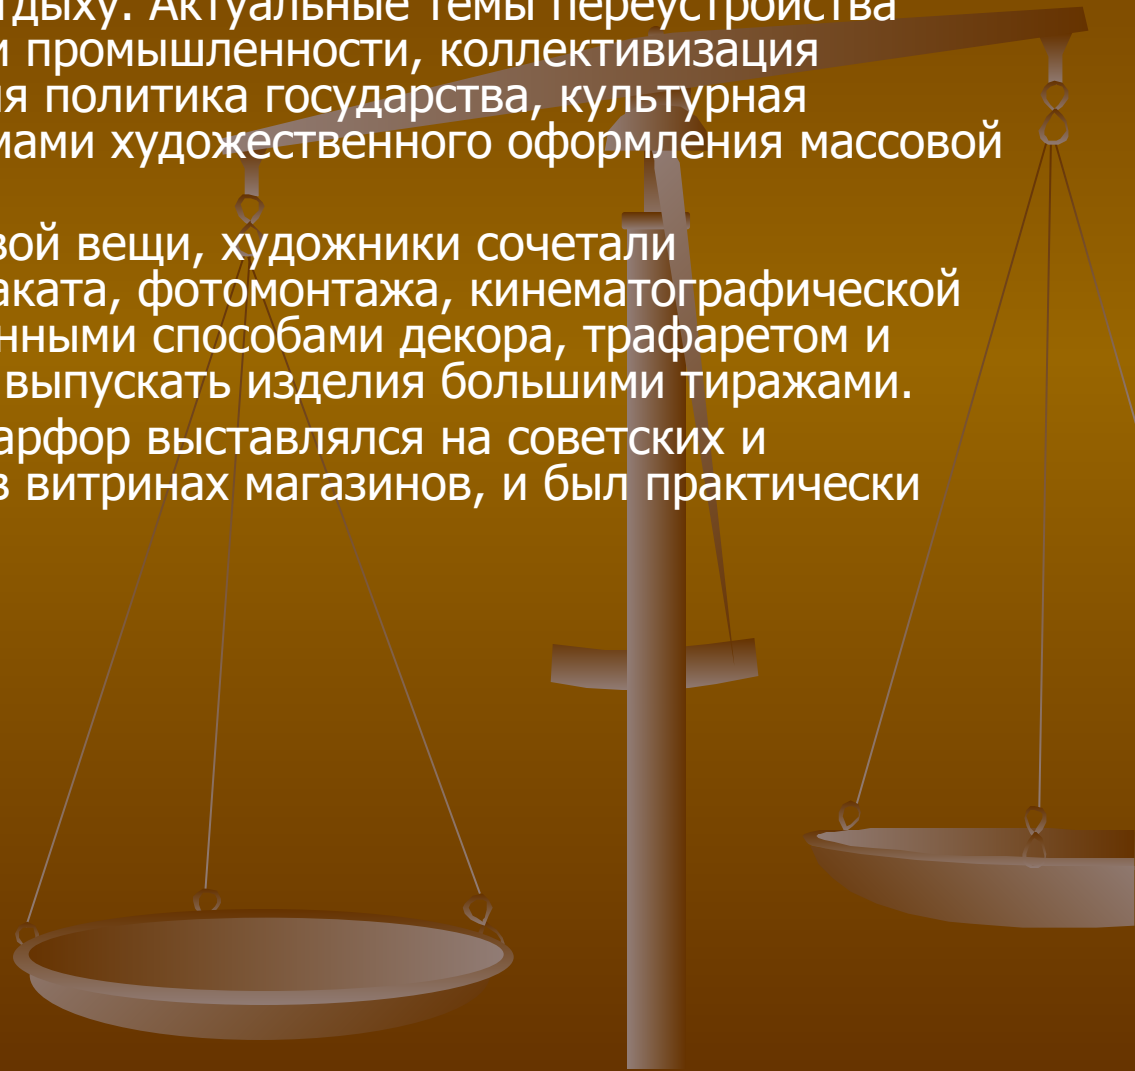 тдыху. Актуальные темы переустройства
и промышленности, коллективизация
ия политика государства, культурная
мами художественного оформления массовой
вой вещи, художники сочетали
аката, фотомонтажа, кинематографической
нными способами декора, трафаретом и
выпускать изделия большими тиражами.
арфор выставлялся на советских и
в витринах магазинов, и был практически